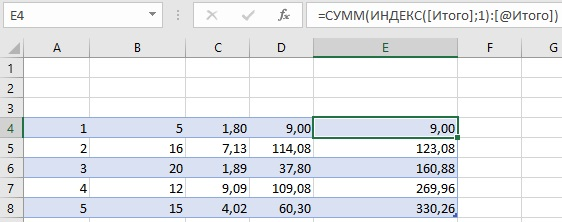 E4 fx =СУММ(ИНДЕКС([Итого];1):[@Итого])
A B C D E F G
1
2
3
4 1 5 1,80 9,00 9,00
5 2 16 7,13 114,08 123,08
6 3 20 1,89 37,80 160,88
7 4 12 9,09 109,08 269,96
8 5 15 4,02 60,30 330,26